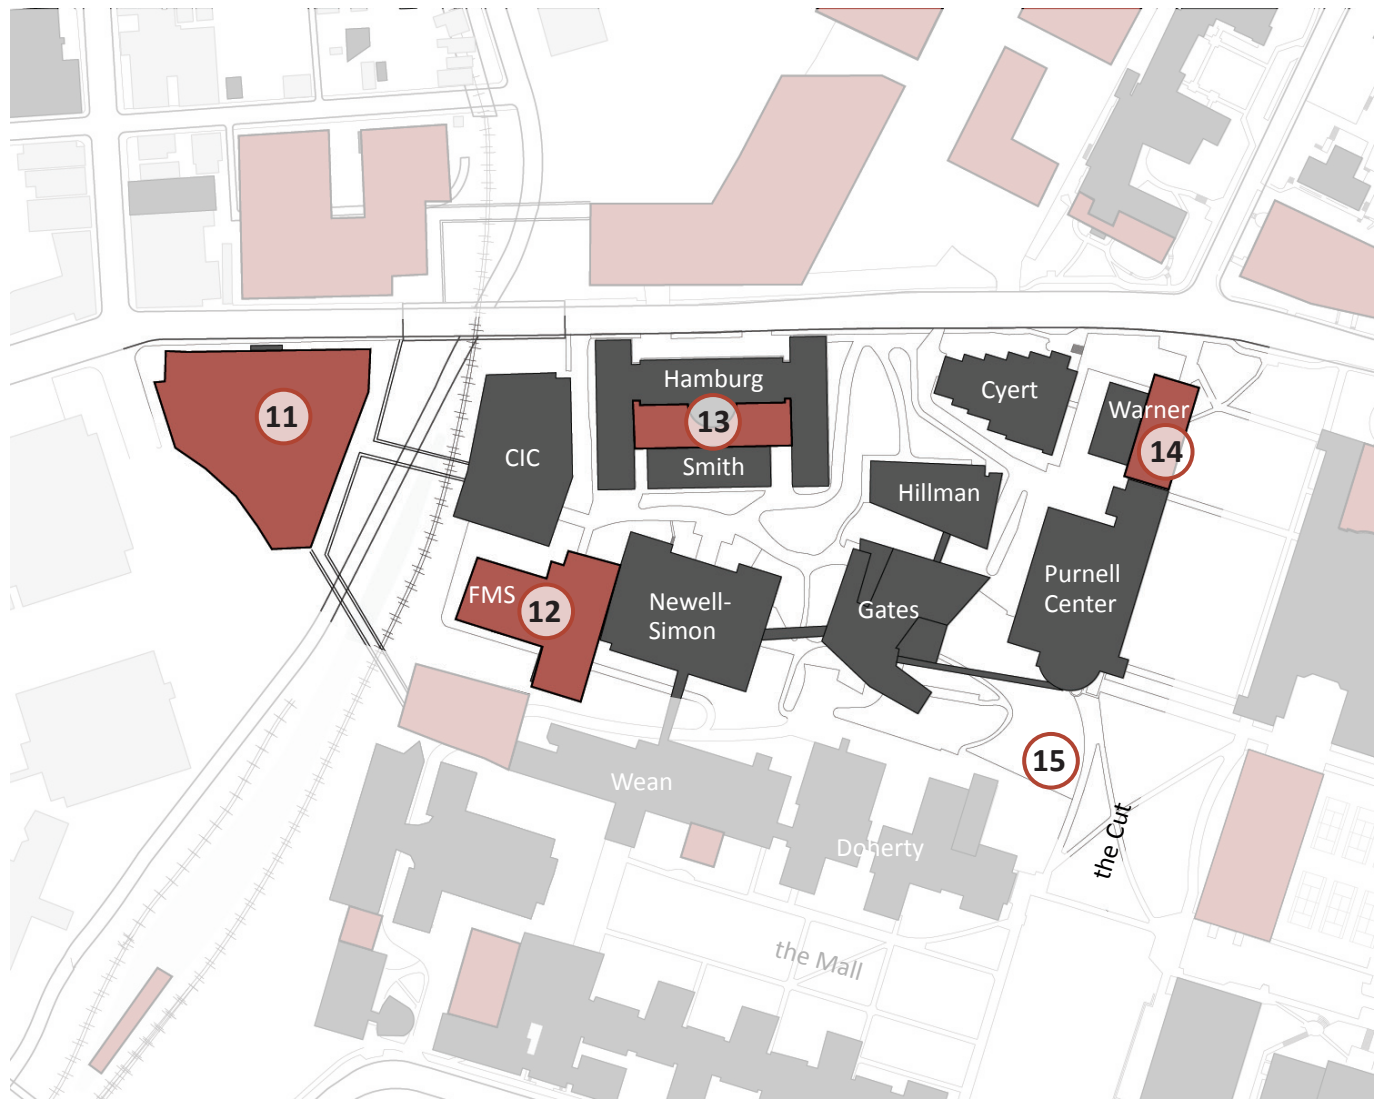 Hamburg
Cyert
Warner
11
13
14
CIC
Smith
Hillman
FMS
12
Newell-
Simon
Gates
Purnell
Center
15
Wean
Doherty
the Cut
the Mall